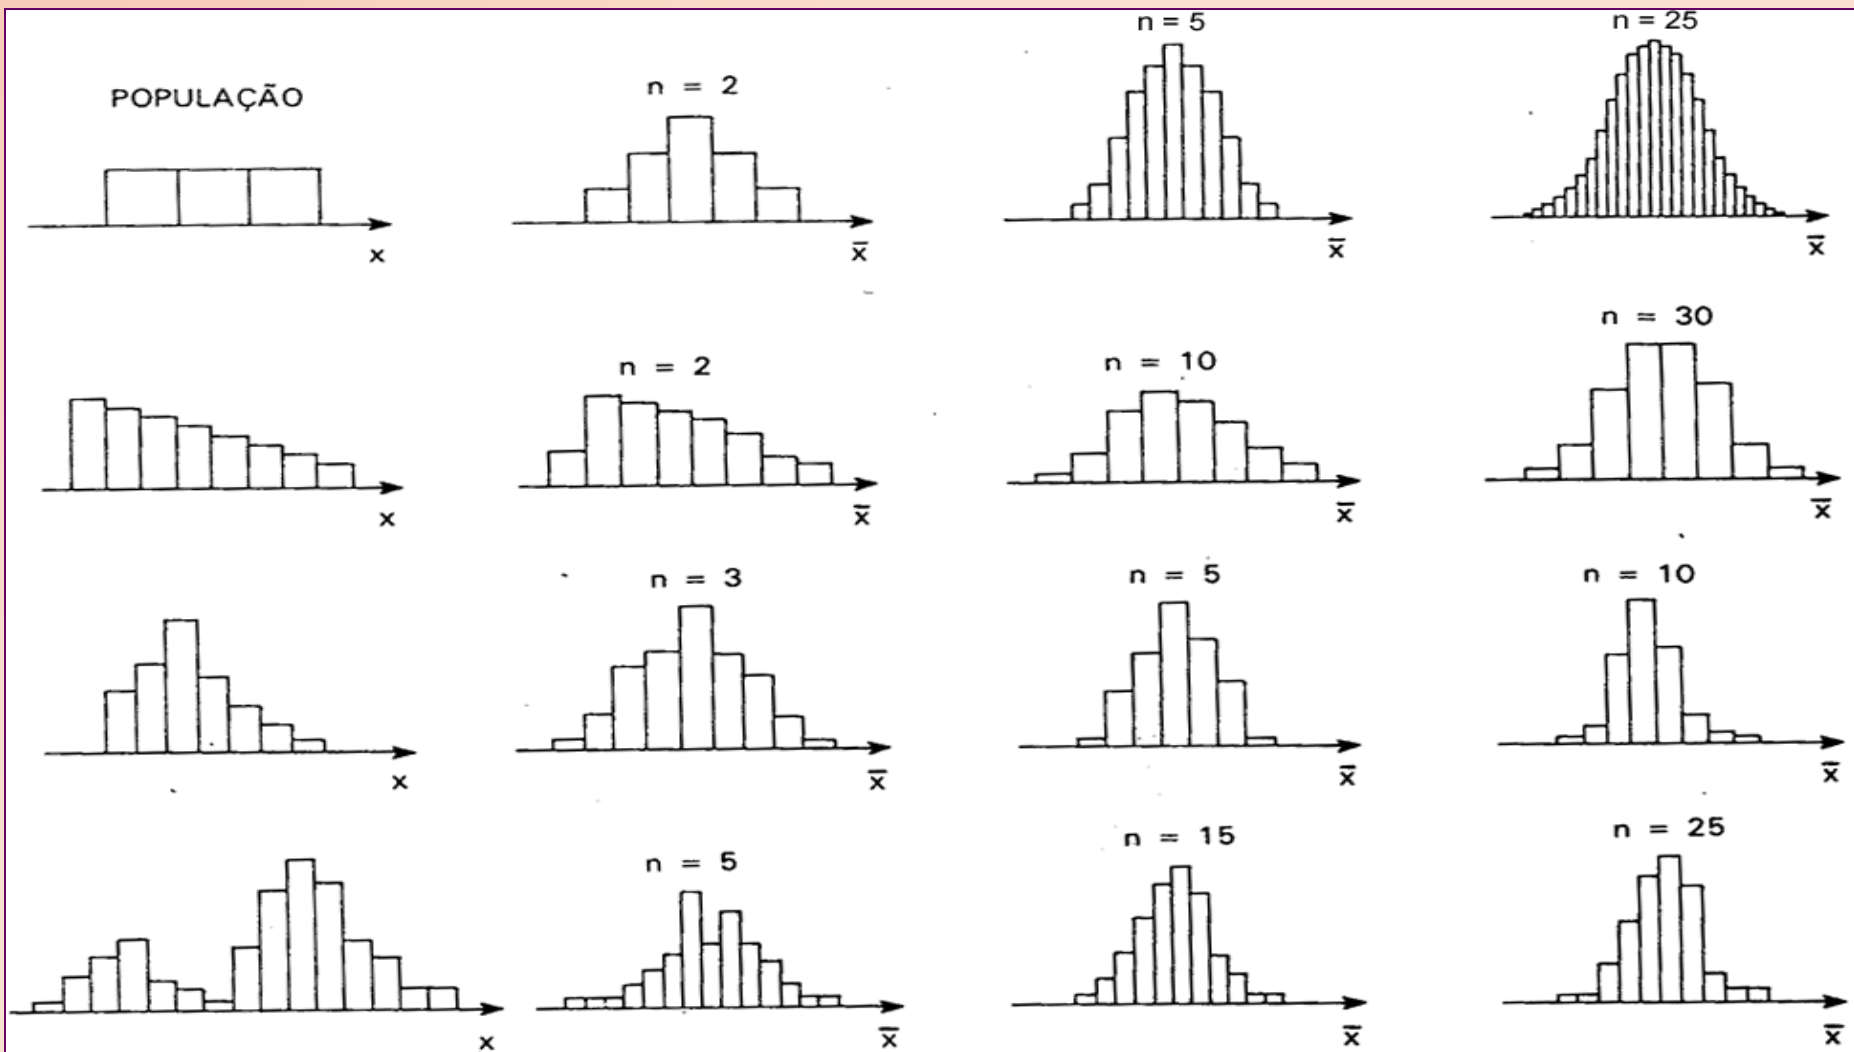 POPULAÇÃO
n = 2
n = 5
n = 25
x
x̄
x̄
x̄
n = 2
n = 10
n = 30
x
x̄
x̄
x̄
n = 3
n = 5
n = 10
x
x̄
x̄
x̄
n = 5
n = 15
n = 25
x
x̄
x̄
x̄